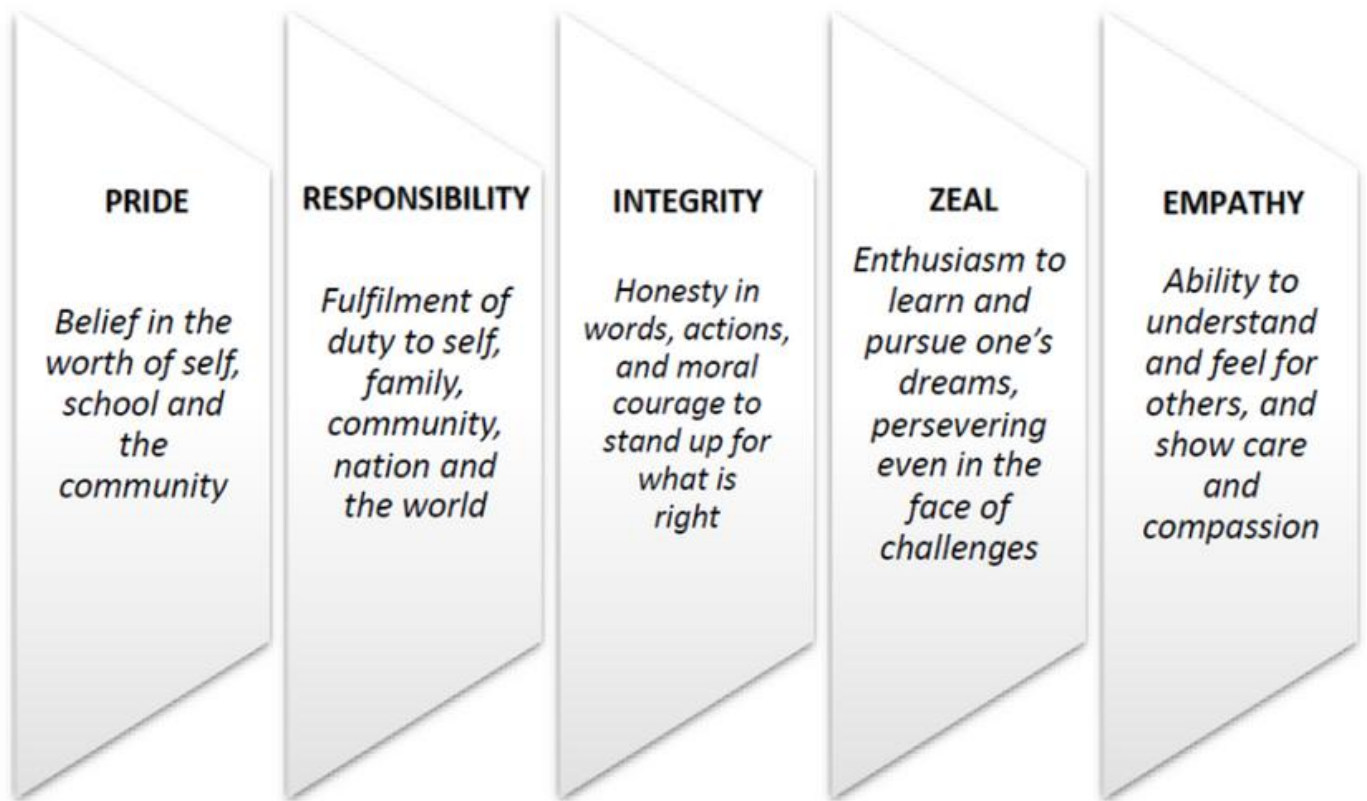 PRIDE
Belief in the
worth of self,
school and
the
community
RESPONSIBILITY
Fulfilment of
duty to self,
family,
community,
nation and
the world
INTEGRITY
Honesty in
words, actions,
and moral
courage to
stand up for
what is
right
ZEAL
Enthusiasm to
learn and
pursue one’s
dreams,
persevering
even in the
face of
challenges
EMPATHY
Ability to
understand
and feel for
others, and
show care
and
compassion